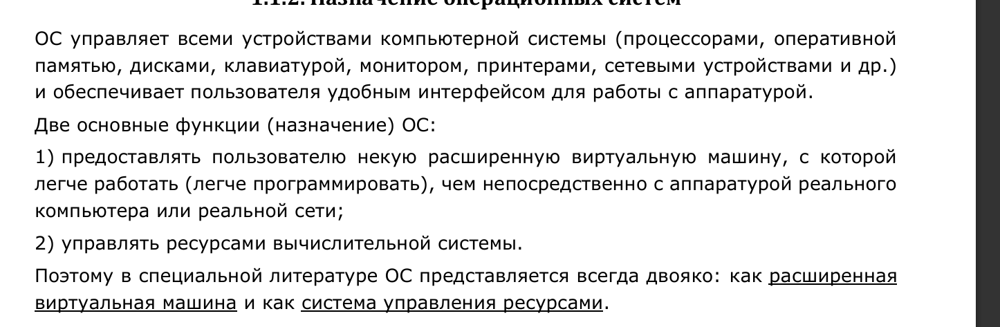 1.1.2. Назначение операционных систем
ОС управляет всеми устройствами компьютерной системы (процессорами, оперативной
памятью, дисками, клавиатурой, монитором, принтерами, сетевыми устройствами и др.)
и обеспечивает пользователя удобным интерфейсом для работы с аппаратурой.
Две основные функции (назначение) ОС:
1) предоставлять пользователю некую расширенную виртуальную машину, с которой
легче работать (легче программировать), чем непосредственно с аппаратурой реального
компьютера или реальной сети;
2) управлять ресурсами вычислительной системы.
Поэтому в специальной литературе ОС представляется всегда двояко: как расширенная
виртуальная машина и как система управления ресурсами.